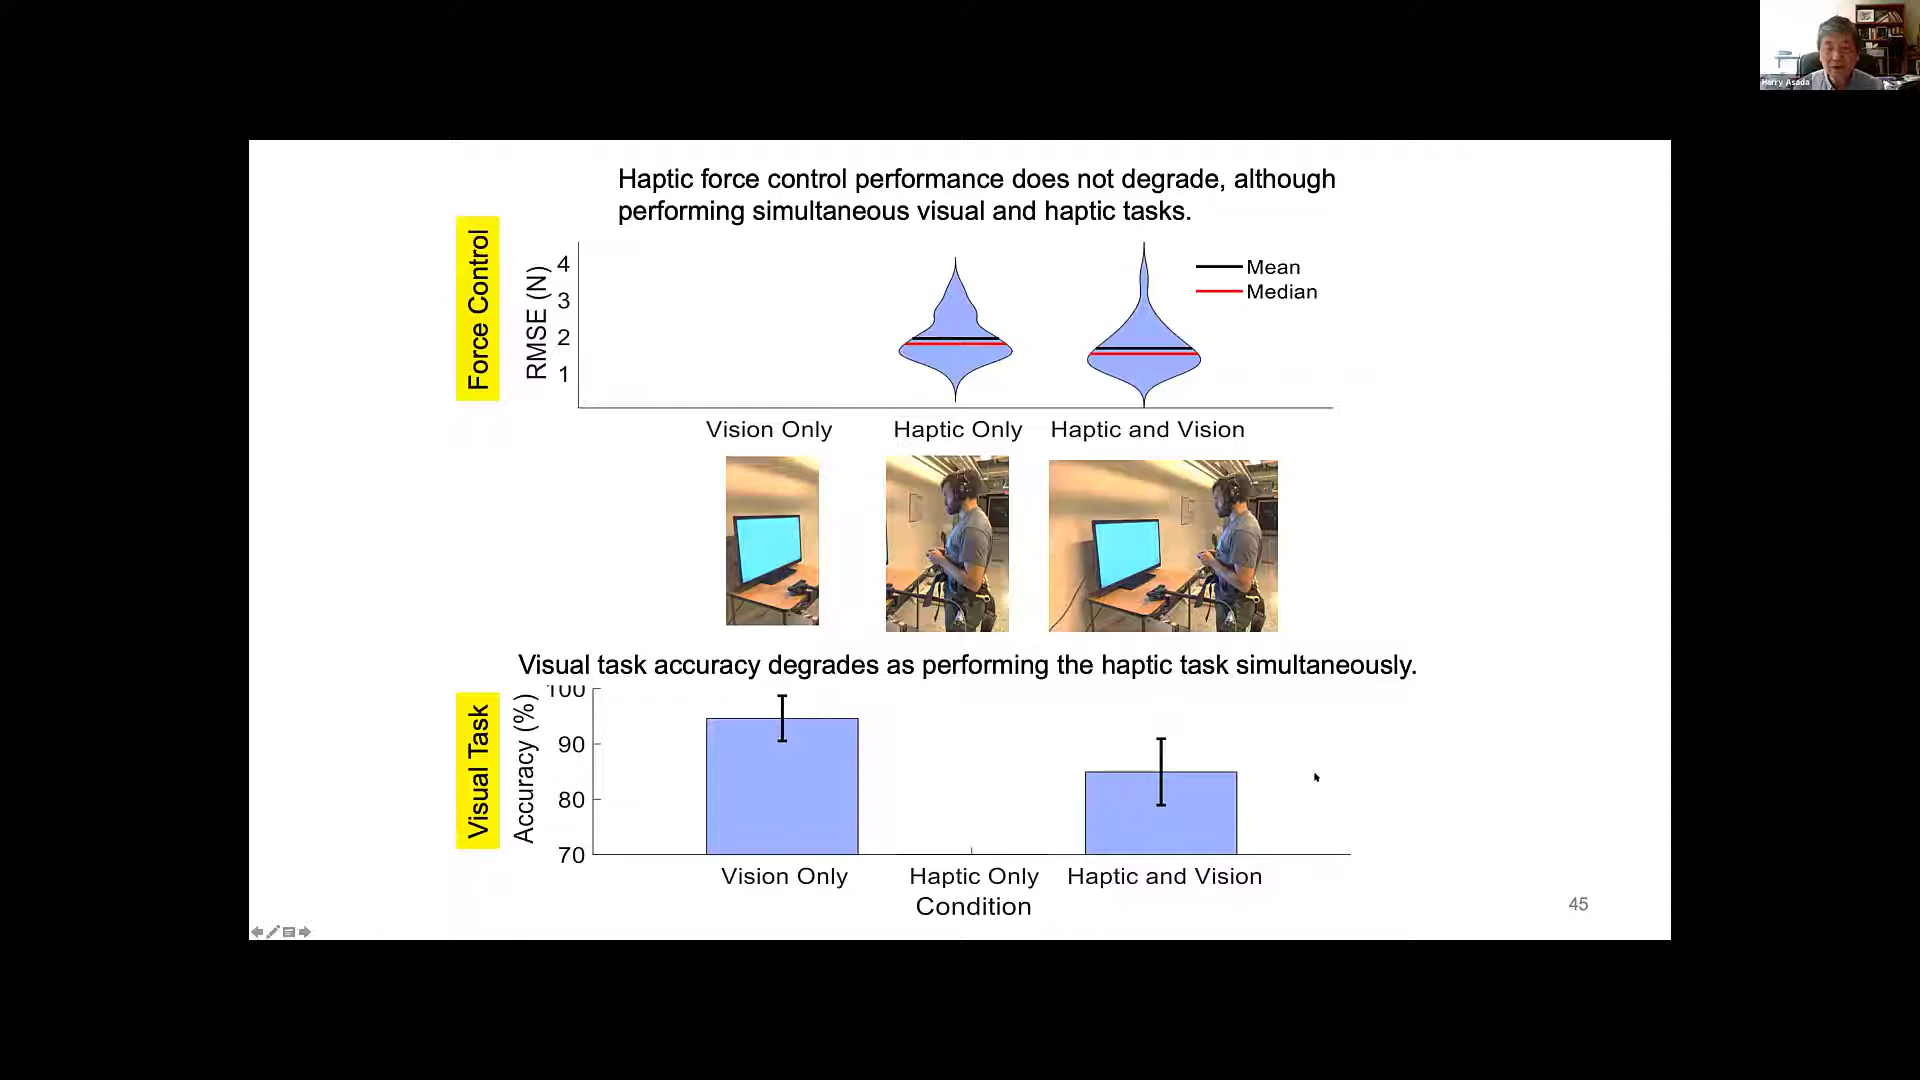 Harry Asada
Haptic force control performance does not degrade, although
performing simultaneous visual and haptic tasks.
Force Control
RMSE (N)
4
3
2
1
Mean
Median
Vision Only
Haptic Only
Haptic and Vision
Visual task accuracy degrades as performing the haptic task simultaneously.
Visual Task
Accuracy (%)
100
90
80
70
Vision Only
Haptic Only
Haptic and Vision
Condition
45